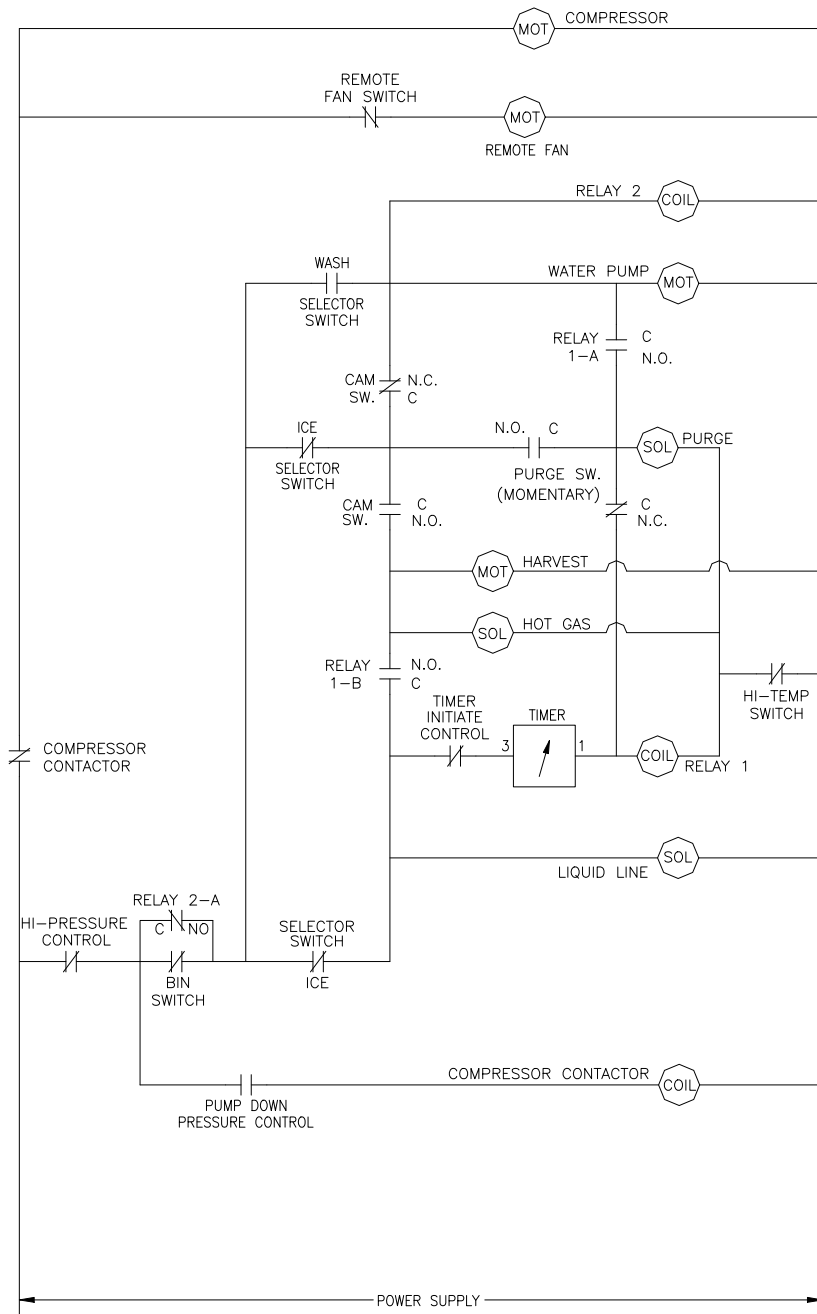 MOT COMPRESSOR
REMOTE
FAN SWITCH
MOT
REMOTE FAN
RELAY 2 COIL
WASH
SELECTOR
SWITCH
WATER PUMP MOT
RELAY
1-A
C
N.O.
CAM
SW.
N.C.
C
ICE
SELECTOR
SWITCH
N.O. C
PURGE SW.
(MOMENTARY)
SOL PURGE
CAM
SW.
C
N.O.
C
N.C.
MOT HARVEST
SOL HOT GAS
RELAY
1-B
N.O.
C
HI-TEMP
SWITCH
TIMER
INITIATE
CONTROL
TIMER
3 1
COIL
RELAY 1
COMPRESSOR
CONTACTOR
LIQUID LINE SOL
RELAY 2-A
C NO
HI-PRESSURE
CONTROL
BIN
SWITCH
SELECTOR
SWITCH
ICE
COMPRESSOR CONTACTOR COIL
PUMP DOWN
PRESSURE CONTROL
POWER SUPPLY